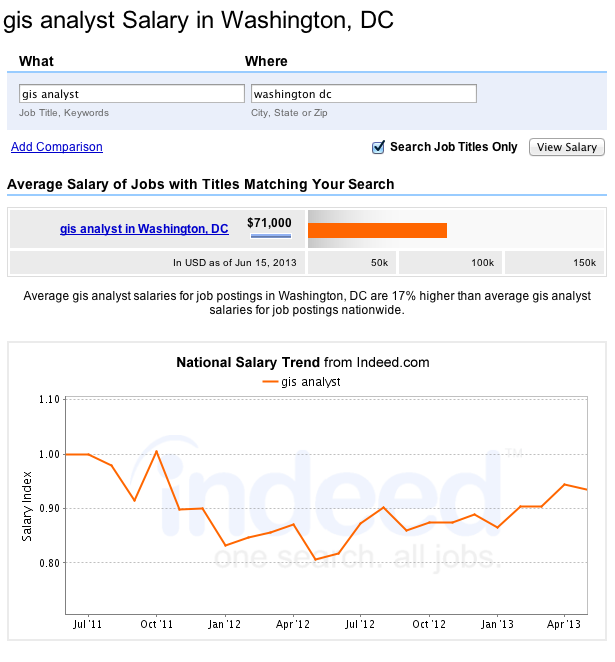 gis analyst Salary in Washington, DC
What
Where
gis analyst
washington dc
Job Title, Keywords
City, State or Zip
Add Comparison
Search Job Titles Only
View Salary
Average Salary of Jobs with Titles Matching Your Search
gis analyst in Washington, DC
$71,000
In USD as of Jun 15, 2013
50k
100k
150k
Average gis analyst salaries for job postings in Washington, DC are 17% higher than average gis analyst
salaries for job postings nationwide.
National Salary Trend from Indeed.com
gis analyst
Salary Index
1.10
1.00
0.90
0.80
indeed™
one search. all jobs.
Jul '11
Oct '11
Jan '12
Apr '12
Jul '12
Oct '12
Jan '13
Apr '13